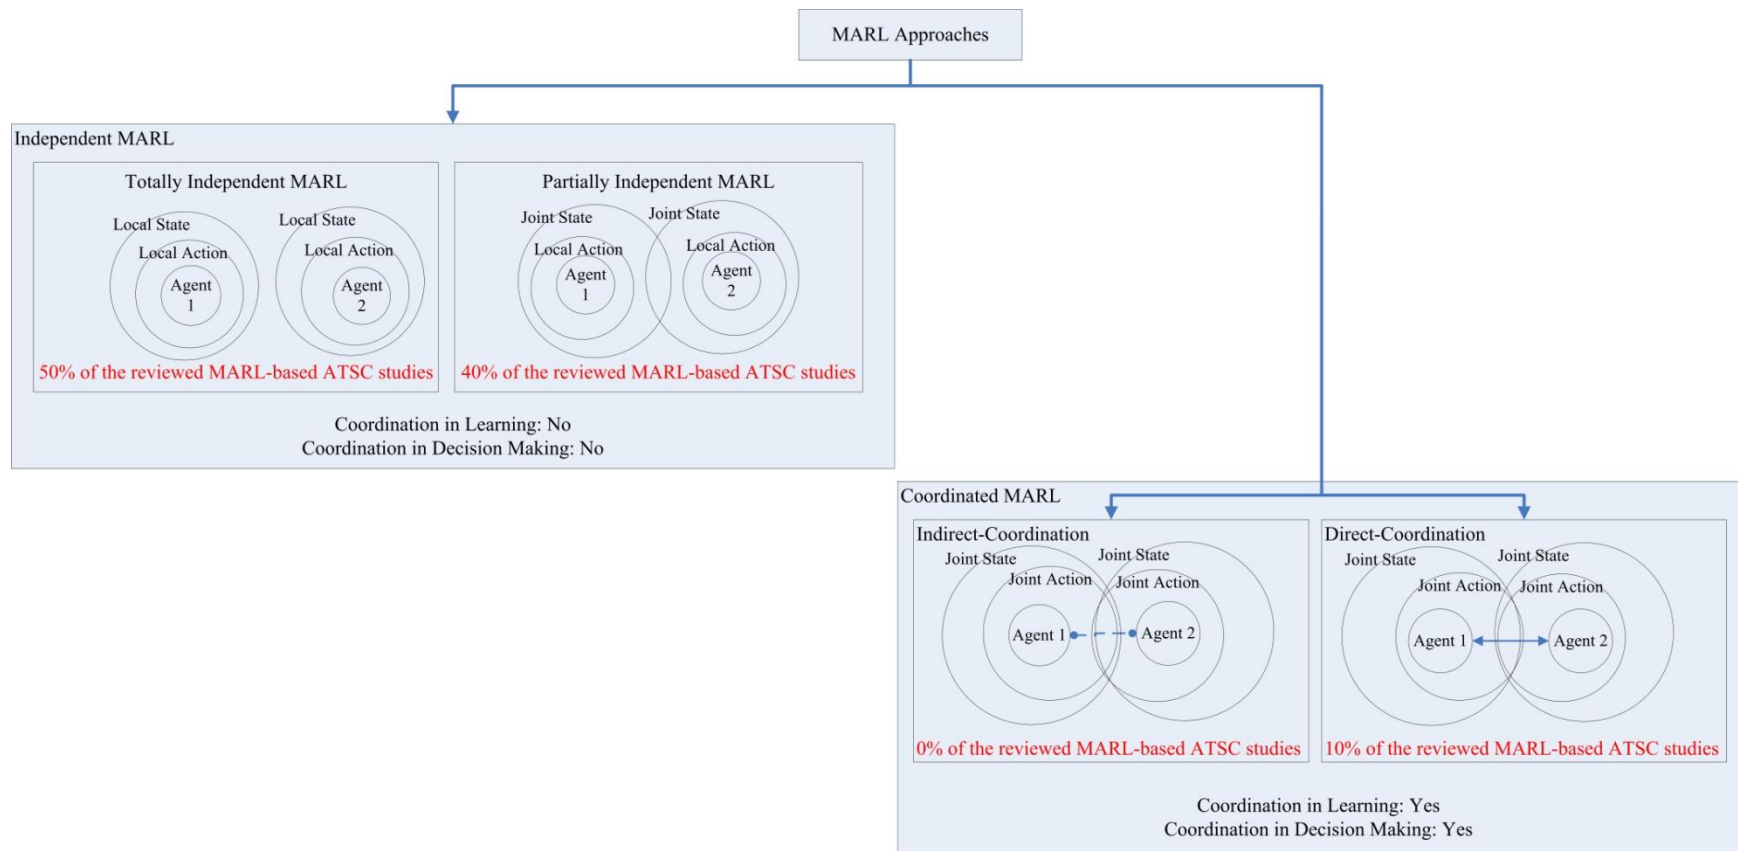 MARL Approaches
Independent MARL
Totally Independent MARL
Local State
Local Action
Agent
1
Local State
Local Action
Agent
2
50% of the reviewed MARL-based ATSC studies
Partially Independent MARL
Joint State
Local Action
Agent
1
Joint State
Local Action
Agent
2
40% of the reviewed MARL-based ATSC studies
Coordination in Learning: No
Coordination in Decision Making: No
Coordinated MARL
Indirect-Coordination
Joint State
Joint Action
Agent 1
Joint State
Joint Action
Agent 2
0% of the reviewed MARL-based ATSC studies
Direct-Coordination
Joint State
Joint Action
Agent 1
Joint State
Joint Action
Agent 2
10% of the reviewed MARL-based ATSC studies
Coordination in Learning: Yes
Coordination in Decision Making: Yes